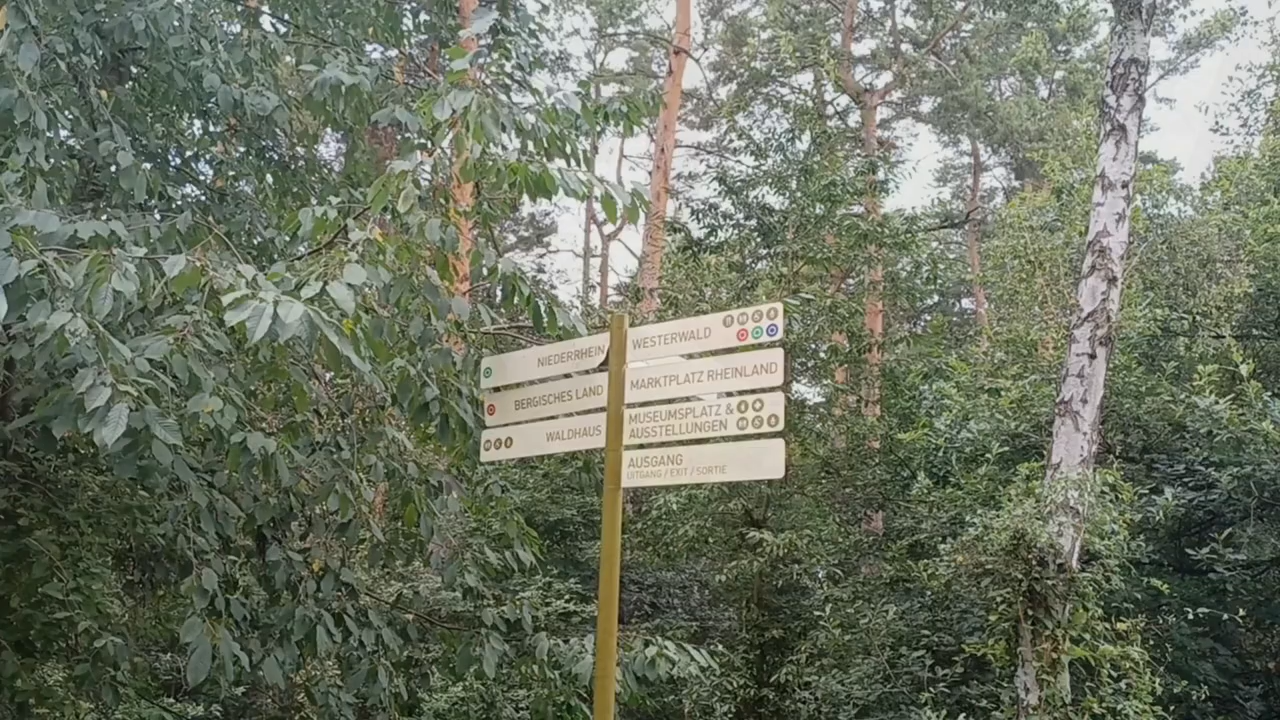 NIEDERRHEIN
BERGISCHES LAND
WALDHAUS
WESTERWALD
MARKTPLATZ RHEINLAND
MUSEUMSPLATZ &
AUSSTELLUNGEN
AUSGANG
UITGANG / EXIT / SORTIE